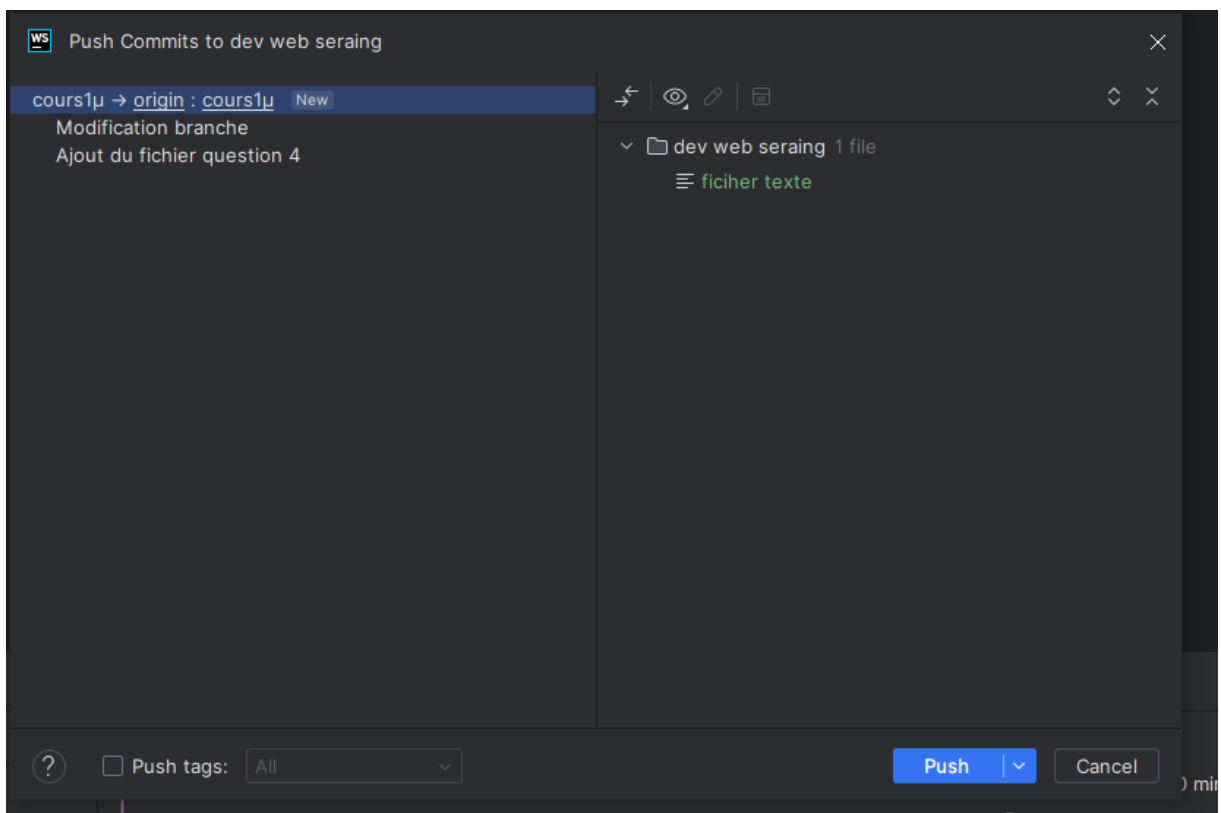 WS Push Commits to dev web seraing
cours1µ → origin : cours1µ New
Modification branche
Ajout du fichier question 4
dev web seraing 1 file
ficiher texte
? Push tags: All
Push
Cancel
min